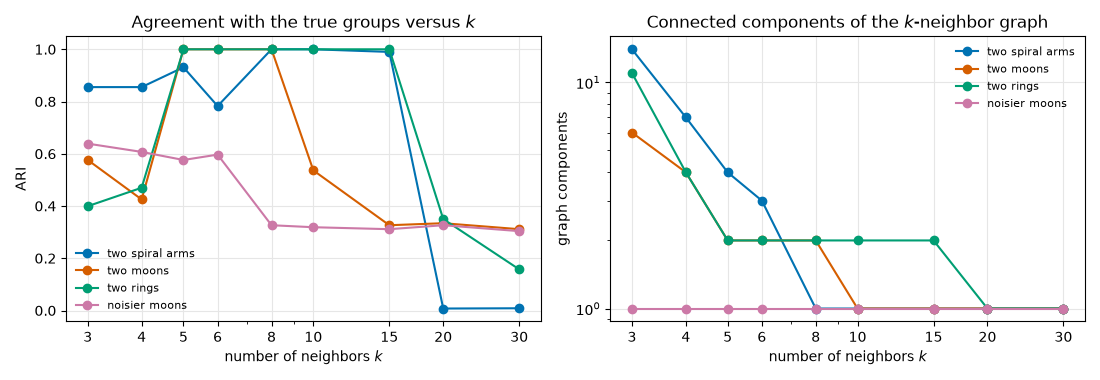 Agreement with the true groups versus k
1.0
0.8
0.6
0.4
0.2
0.0
ARI
two spiral arms
two moons
two rings
noisier moons
3 4 5 6 8 10 15 20 30
number of neighbors k
Connected components of the k-neighbor graph
10¹
10⁰
graph components
two spiral arms
two moons
two rings
noisier moons
3 4 5 6 8 10 15 20 30
number of neighbors k